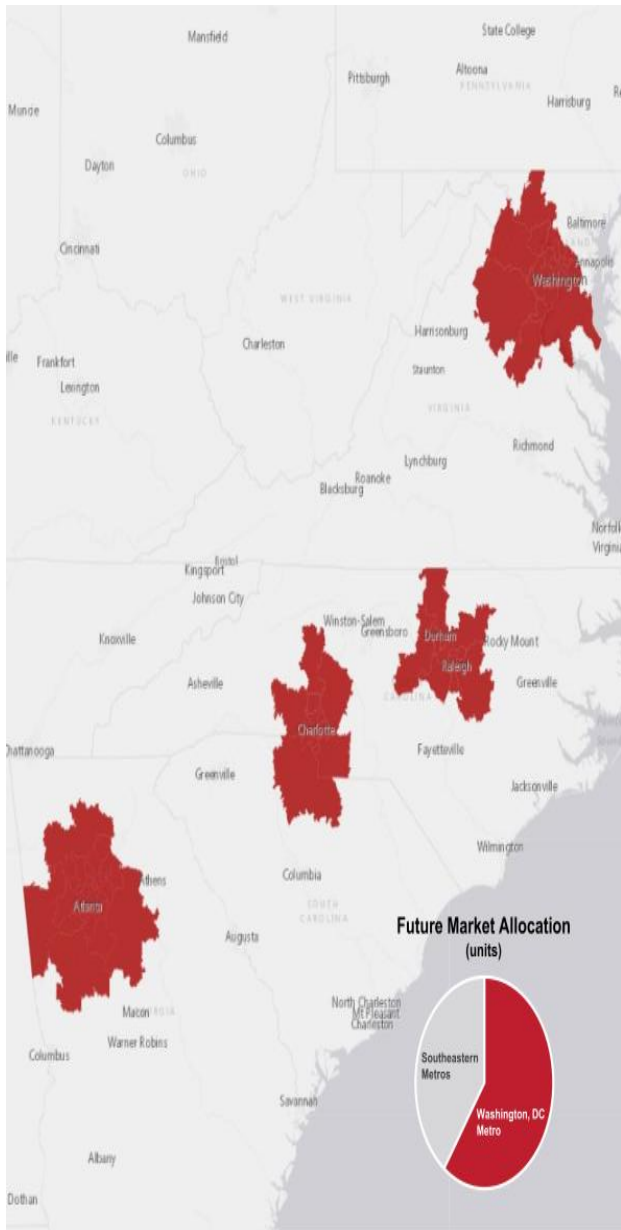 State College
Mansfield
Altoona
Pittsburgh
PENNSYLVANIA
Harrisburg
Muncie
Columbus
OHIO
Dayton
Baltimore
Cincinnati
Annapolis
Washington
WEST VIRGINIA
Harrisonburg
Charleston
Frankfort
Staunton
Lexington
VIRGINIA
KENTUCKY
Richmond
Lynchburg
Roanoke
Blacksburg
Norfolk
Virginia
Bristol
Kingsport
Johnson City
Winston-Salem
Greensboro
Durham
Rocky Mount
Knoxville
Raleigh
Asheville
Greenville
CAROLINA
Charlotte
Chattanooga
Fayetteville
Greenville
Jacksonville
Wilmington
Columbia
Athens
Atlanta
SOUTH
CAROLINA
Future Market Allocation
(units)
Augusta
North Charleston
Mt Pleasant
Charleston
Macon
Warner Robins
Columbus
Southeastern
Metros
Savannah
Washington, DC
Metro
Albany
Dothan